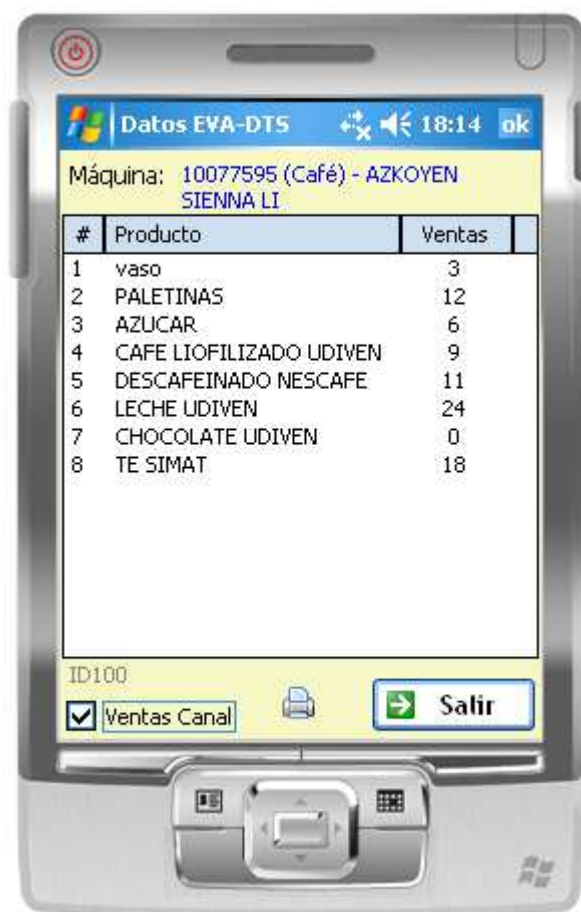 Datos EVA-DTS 18:14 ok
Máquina: 10077595 (Café) - AZKOYEN
SIENNA LI
# Producto Ventas
1 vaso 3
2 PALETINAS 12
3 AZUCAR 6
4 CAFE LIOFILIZADO UDIVEN 9
5 DESCAFEINADO NESCAFE 11
6 LECHE UDIVEN 24
7 CHOCOLATE UDIVEN 0
8 TE SIMAT 18
ID100
Ventas Canal Salir